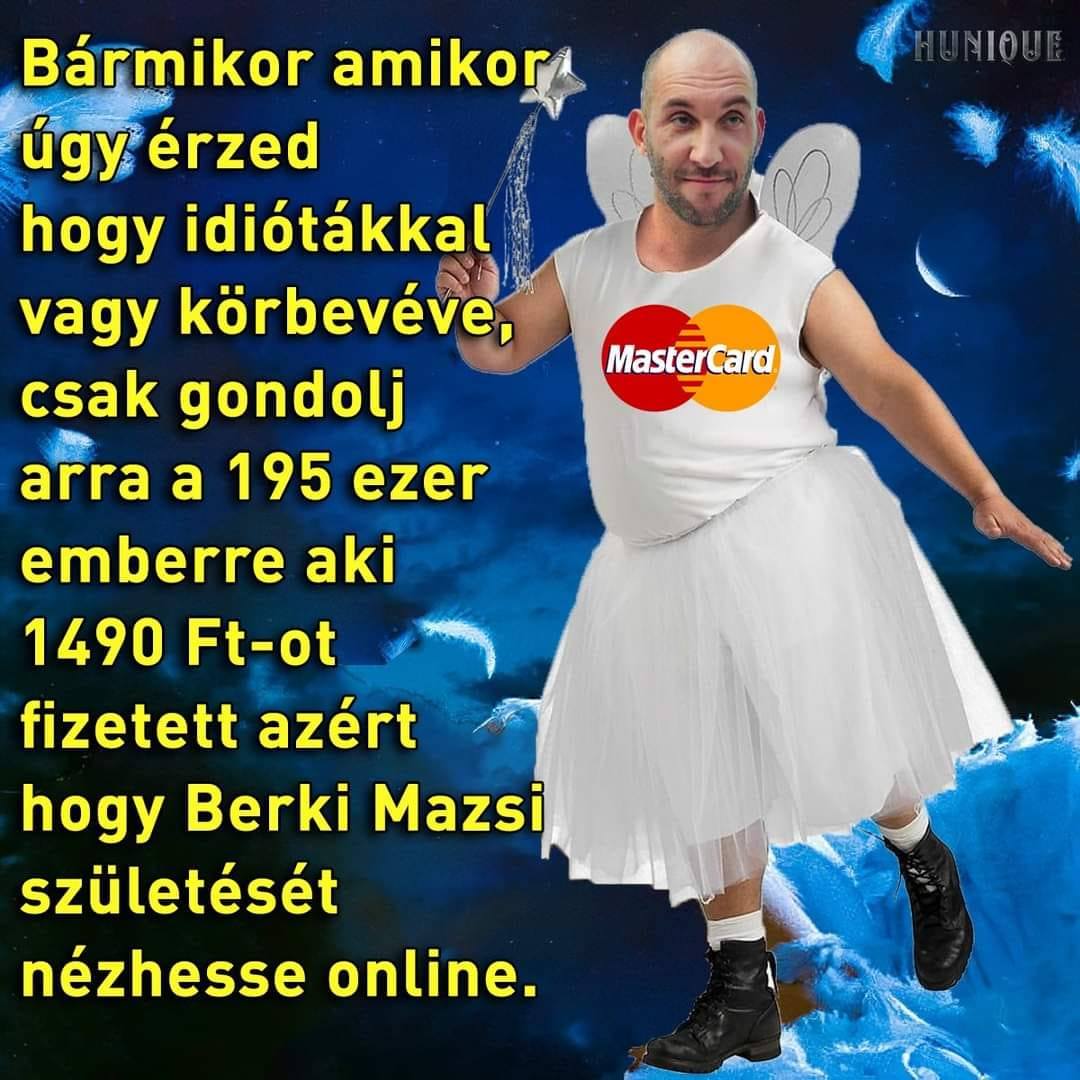 HUNIQUE
Bármikor amikor
úgy érzed
hogy idiótákkal
vagy körbevéve,
csak gondolj
arra a 195 ezer
emberre aki
1490 Ft-ot
fizetett azért
hogy Berki Mazsi
születését
nézhesse online.
MasterCard